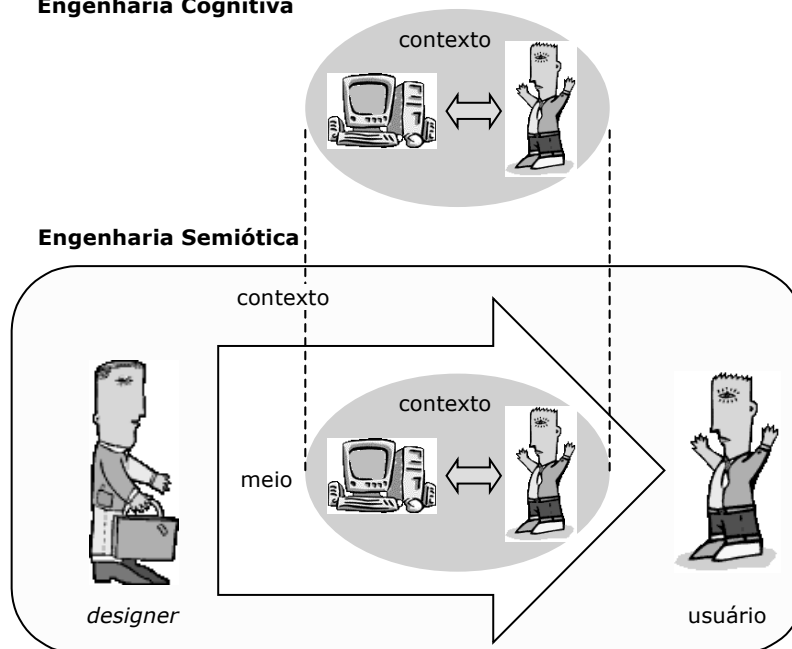 Engenharia Cognitiva
contexto
Engenharia Semiótica
contexto
contexto
meio
designer
usuário